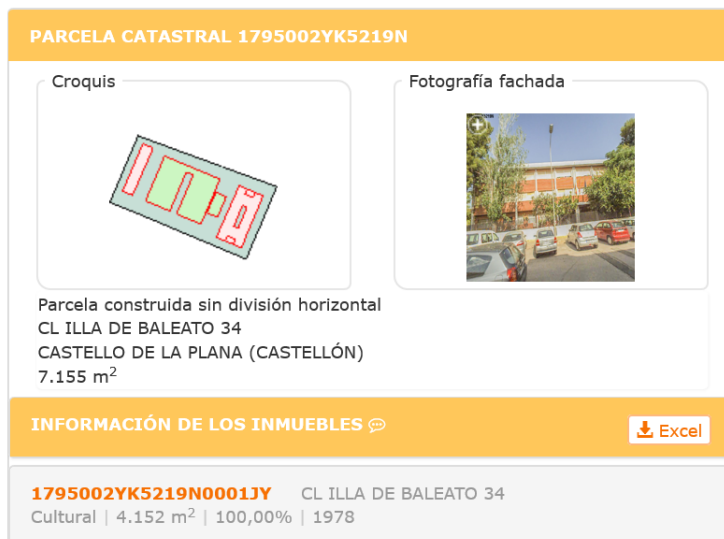 PARCELA CATASTRAL 1795002YK5219N
Croquis
Fotografía fachada
Parcela construida sin división horizontal
CL ILLA DE BALEATO 34
CASTELLO DE LA PLANA (CASTELLÓN)
7.155 m²
INFORMACIÓN DE LOS INMUEBLES
Excel
1795002YK5219N0001JY CL ILLA DE BALEATO 34
Cultural | 4.152 m² | 100,00% | 1978